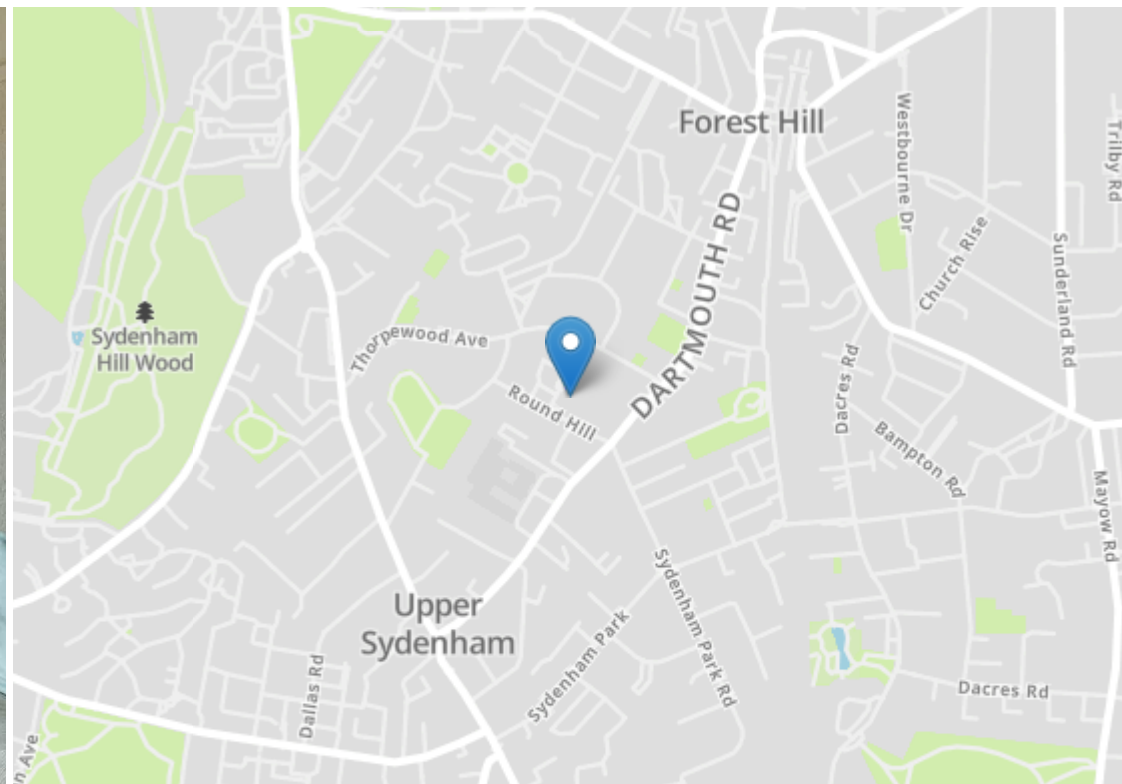 Forest Hill
Westbourne Dr
Trilby Rd
Church Rise
Sunderland Rd
DARTMOUTH RD
Sydenham
Hill Wood
Thorpewood Ave
Round Hill
Dacres Rd
Bampton Rd
Mayow Rd
Upper
Sydenham
Sydenham Park
Sydenham Park Rd
Dallas Rd
Dacres Rd
n Ave